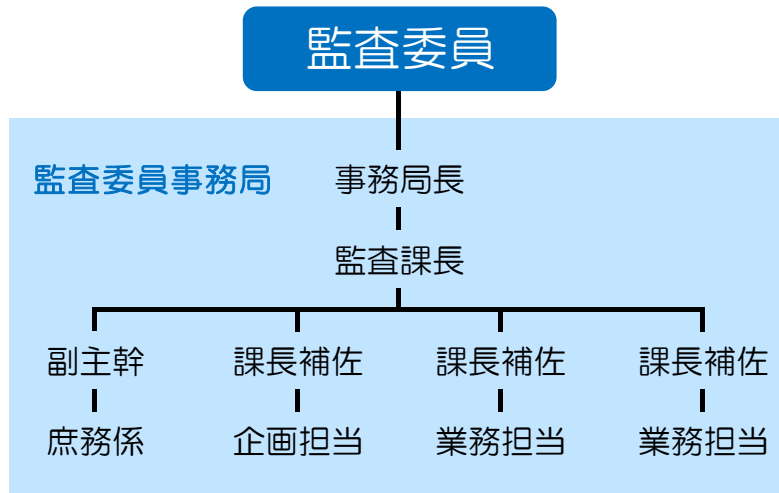 監査委員
監査委員事務局
事務局長
監査課長
副主幹 課長補佐 課長補佐 課長補佐
庶務係 企画担当 業務担当 業務担当